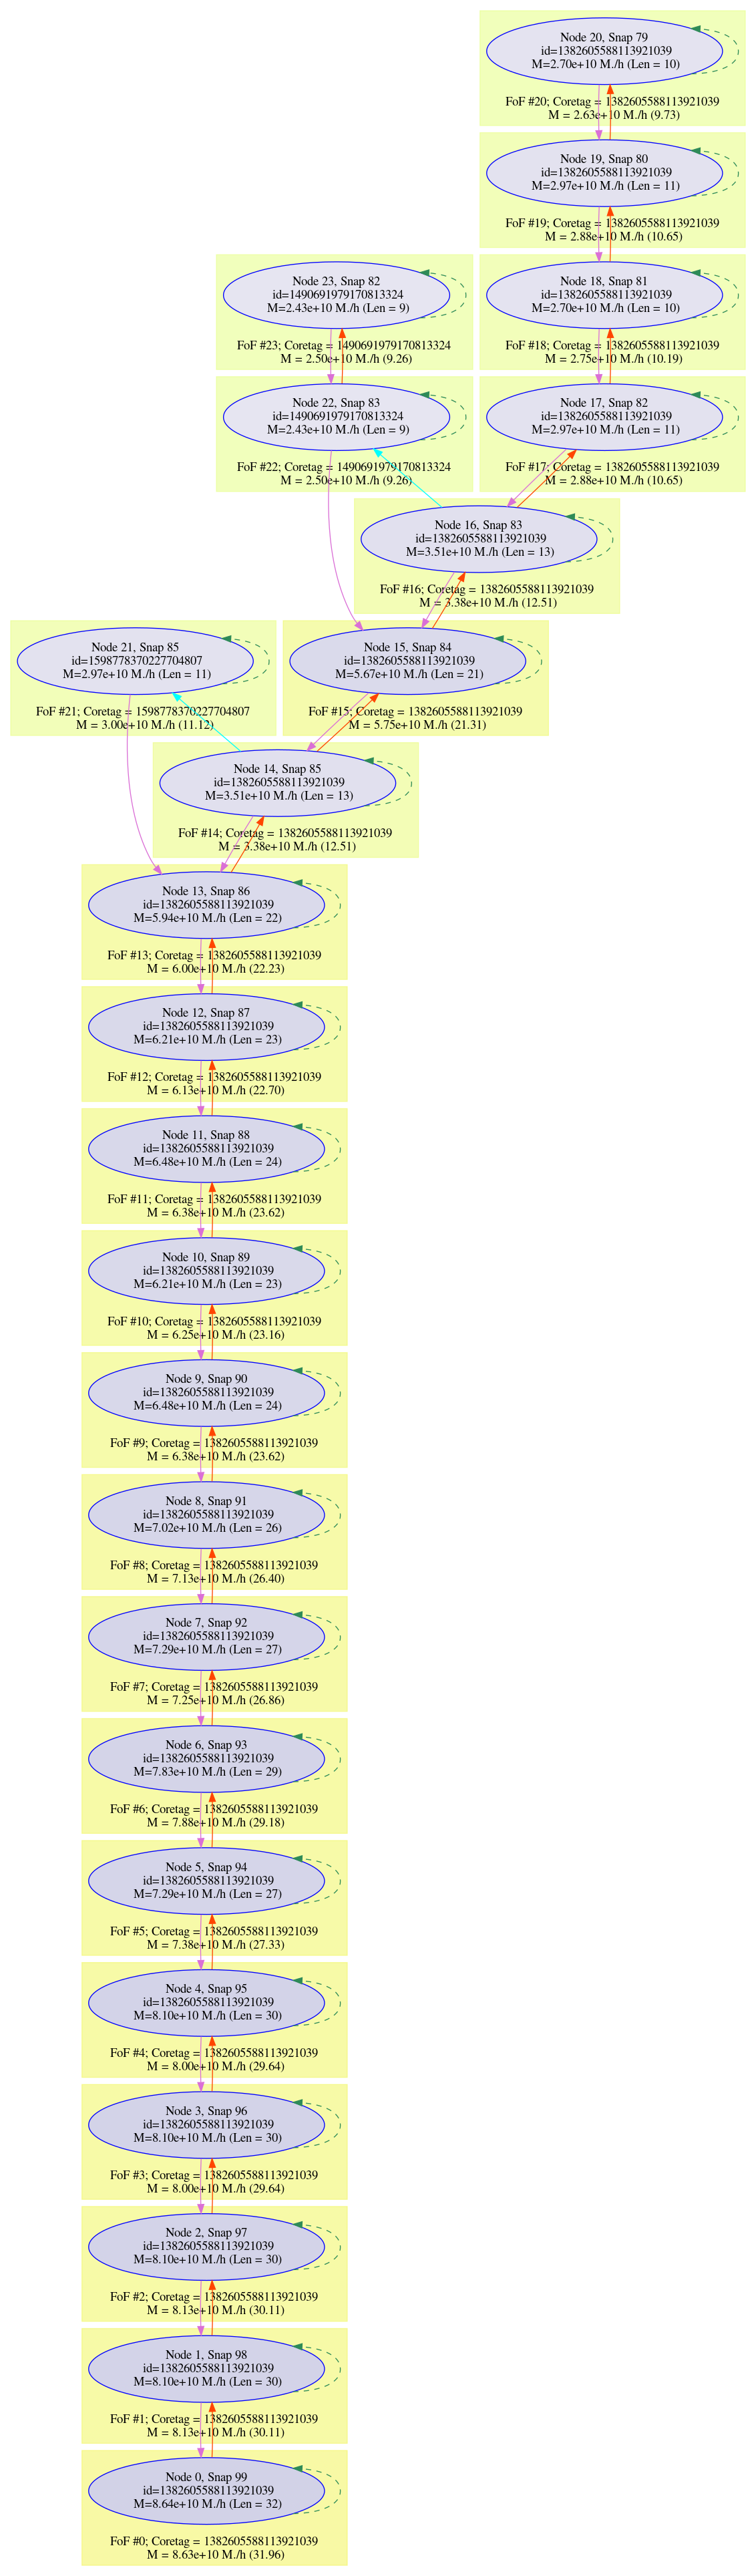 Node 20, Snap 79
id=1382605588113921039
M=2.70e+10 M./h (Len = 10)
FoF #20; Coretag = 1382605588113921039
M = 2.63e+10 M./h (9.73)
Node 19, Snap 80
id=1382605588113921039
M=2.97e+10 M./h (Len = 11)
FoF #19; Coretag = 1382605588113921039
M = 2.88e+10 M./h (10.65)
Node 23, Snap 82
id=1490691979170813324
M=2.43e+10 M./h (Len = 9)
FoF #23; Coretag = 1490691979170813324
M = 2.50e+10 M./h (9.26)
Node 18, Snap 81
id=1382605588113921039
M=2.70e+10 M./h (Len = 10)
FoF #18; Coretag = 1382605588113921039
M = 2.75e+10 M./h (10.19)
Node 22, Snap 83
id=1490691979170813324
M=2.43e+10 M./h (Len = 9)
FoF #22; Coretag = 1490691979170813324
M = 2.50e+10 M./h (9.26)
Node 17, Snap 82
id=1382605588113921039
M=2.97e+10 M./h (Len = 11)
FoF #17; Coretag = 1382605588113921039
M = 2.88e+10 M./h (10.65)
Node 16, Snap 83
id=1382605588113921039
M=3.51e+10 M./h (Len = 13)
FoF #16; Coretag = 1382605588113921039
M = 3.38e+10 M./h (12.51)
Node 21, Snap 85
id=1598778370227704807
M=2.97e+10 M./h (Len = 11)
FoF #21; Coretag = 1598778370227704807
M = 3.00e+10 M./h (11.12)
Node 15, Snap 84
id=1382605588113921039
M=5.67e+10 M./h (Len = 21)
FoF #15; Coretag = 1382605588113921039
M = 5.75e+10 M./h (21.31)
Node 14, Snap 85
id=1382605588113921039
M=3.51e+10 M./h (Len = 13)
FoF #14; Coretag = 1382605588113921039
M = 3.38e+10 M./h (12.51)
Node 13, Snap 86
id=1382605588113921039
M=5.94e+10 M./h (Len = 22)
FoF #13; Coretag = 1382605588113921039
M = 6.00e+10 M./h (22.23)
Node 12, Snap 87
id=1382605588113921039
M=6.21e+10 M./h (Len = 23)
FoF #12; Coretag = 1382605588113921039
M = 6.13e+10 M./h (22.70)
Node 11, Snap 88
id=1382605588113921039
M=6.48e+10 M./h (Len = 24)
FoF #11; Coretag = 1382605588113921039
M = 6.38e+10 M./h (23.62)
Node 10, Snap 89
id=1382605588113921039
M=6.21e+10 M./h (Len = 23)
FoF #10; Coretag = 1382605588113921039
M = 6.25e+10 M./h (23.16)
Node 9, Snap 90
id=1382605588113921039
M=6.48e+10 M./h (Len = 24)
FoF #9; Coretag = 1382605588113921039
M = 6.38e+10 M./h (23.62)
Node 8, Snap 91
id=1382605588113921039
M=7.02e+10 M./h (Len = 26)
FoF #8; Coretag = 1382605588113921039
M = 7.13e+10 M./h (26.40)
Node 7, Snap 92
id=1382605588113921039
M=7.29e+10 M./h (Len = 27)
FoF #7; Coretag = 1382605588113921039
M = 7.25e+10 M./h (26.86)
Node 6, Snap 93
id=1382605588113921039
M=7.83e+10 M./h (Len = 29)
FoF #6; Coretag = 1382605588113921039
M = 7.88e+10 M./h (29.18)
Node 5, Snap 94
id=1382605588113921039
M=7.29e+10 M./h (Len = 27)
FoF #5; Coretag = 1382605588113921039
M = 7.38e+10 M./h (27.33)
Node 4, Snap 95
id=1382605588113921039
M=8.10e+10 M./h (Len = 30)
FoF #4; Coretag = 1382605588113921039
M = 8.00e+10 M./h (29.64)
Node 3, Snap 96
id=1382605588113921039
M=8.10e+10 M./h (Len = 30)
FoF #3; Coretag = 1382605588113921039
M = 8.00e+10 M./h (29.64)
Node 2, Snap 97
id=1382605588113921039
M=8.10e+10 M./h (Len = 30)
FoF #2; Coretag = 1382605588113921039
M = 8.13e+10 M./h (30.11)
Node 1, Snap 98
id=1382605588113921039
M=8.10e+10 M./h (Len = 30)
FoF #1; Coretag = 1382605588113921039
M = 8.13e+10 M./h (30.11)
Node 0, Snap 99
id=1382605588113921039
M=8.64e+10 M./h (Len = 32)
FoF #0; Coretag = 1382605588113921039
M = 8.63e+10 M./h (31.96)